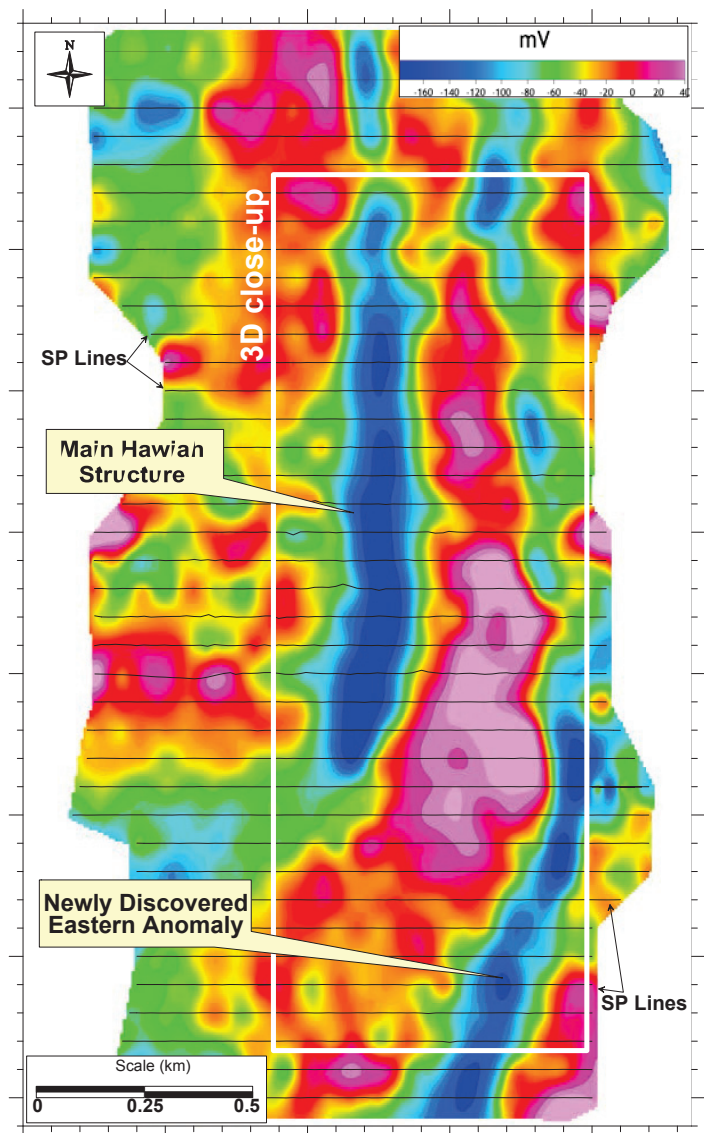 N
mV
-160 -140 -120 -100 -80 -60 -40 -20 0 20 40
3D close-up
SP Lines
Main Hawiah
Structure
Newly Discovered
Eastern Anomaly
SP Lines
Scale (km)
0 0.25 0.5